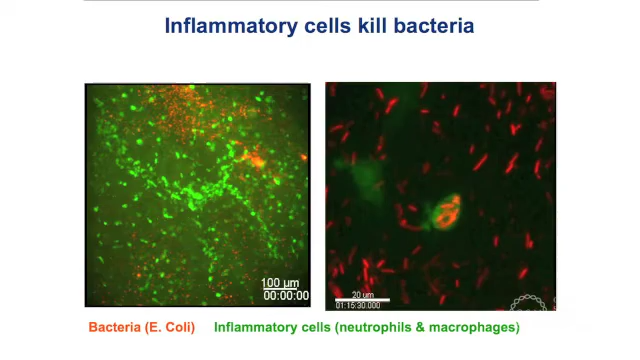 Inflammatory cells kill bacteria
100 µm
00:00:00
20 um
01:15:30.000
Bacteria (E. Coli) Inflammatory cells (neutrophils & macrophages)